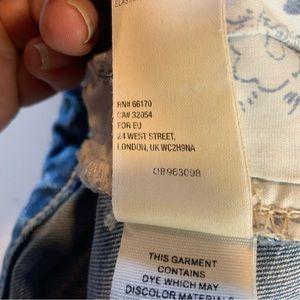 RN# 66170
CA# 32054
FOR EU
24 WEST STREET,
LONDON, UK WC2H9NA
OB963098
THIS GARMENT
CONTAINS
DYE WHICH MAY
DISCOLOR MATERIAL